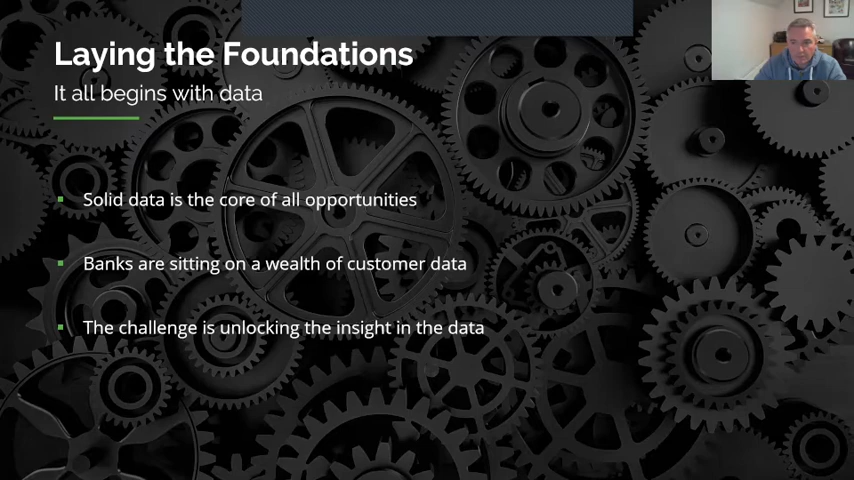 Laying the Foundations
It all begins with data
Solid data is the core of all opportunities
Banks are sitting on a wealth of customer data
The challenge is unlocking the insight in the data